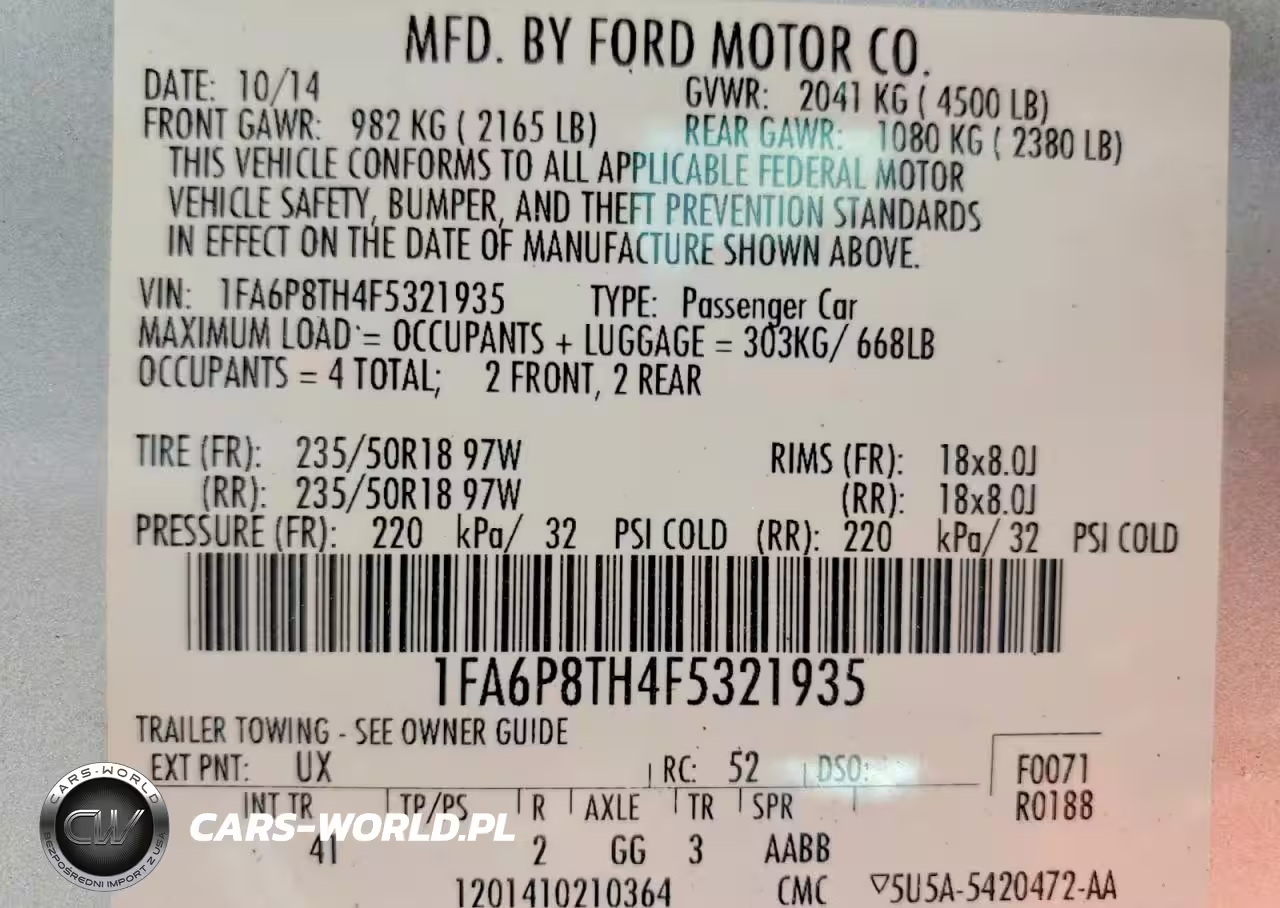 MFD. BY FORD MOTOR CO.
DATE: 10/14 GVWR: 2041 KG ( 4500 LB)
FRONT GAWR: 982 KG ( 2165 LB) REAR GAWR: 1080 KG ( 2380 LB)
THIS VEHICLE CONFORMS TO ALL APPLICABLE FEDERAL MOTOR
VEHICLE SAFETY, BUMPER, AND THEFT PREVENTION STANDARDS
IN EFFECT ON THE DATE OF MANUFACTURE SHOWN ABOVE.
VIN: 1FA6P8TH4F5321935 TYPE: Passenger Car
MAXIMUM LOAD = OCCUPANTS + LUGGAGE = 303KG/ 668LB
OCCUPANTS = 4 TOTAL; 2 FRONT, 2 REAR
TIRE (FR): 235/50R18 97W RIMS (FR): 18x8.0J
(RR): 235/50R18 97W (RR): 18x8.0J
PRESSURE (FR): 220 kPa/ 32 PSI COLD (RR): 220 kPa/ 32 PSI COLD
1FA6P8TH4F5321935
TRAILER TOWING - SEE OWNER GUIDE
EXT PNT: UX RC: 52 DSO: F0071
INT TR TP/PS R AXLE TR SPR R0188
41 2 GG 3 AABB
1201410210364 CMC ▽5U5A-5420472-AA
CARS-WORLD
CW
BEZPOŚREDNI IMPORT Z USA
CARS-WORLD.PL